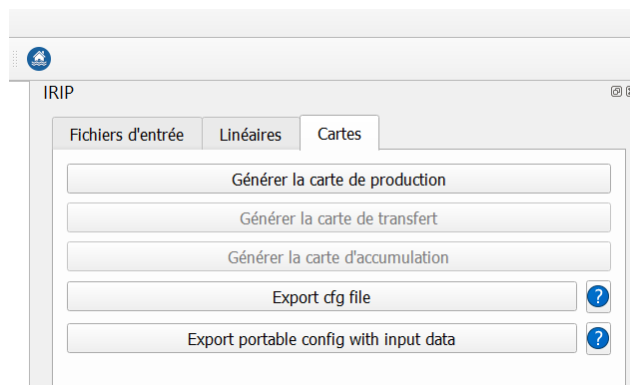 IRIP
Fichiers d'entrée Linéaires Cartes
Générer la carte de production
Générer la carte de transfert
Générer la carte d'accumulation
Export cfg file ?
Export portable config with input data ?